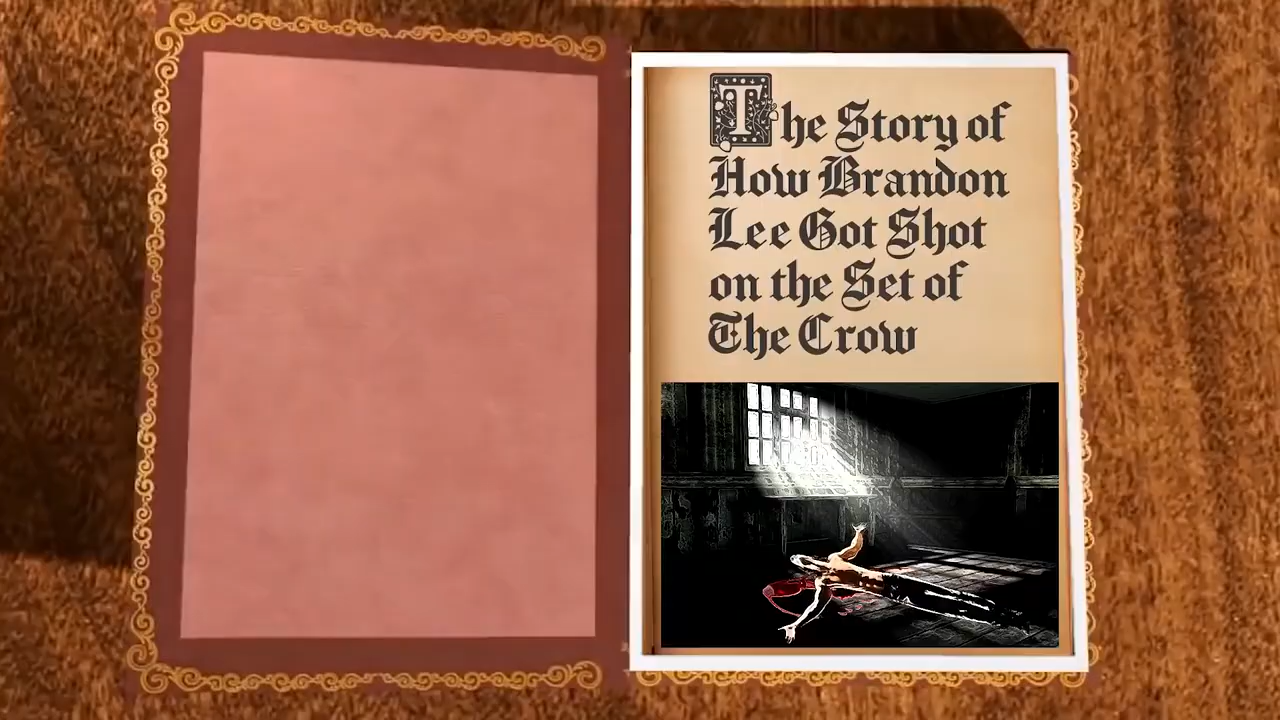 The Story of
How Brandon
Lee Got Shot
on the Set of
The Crow